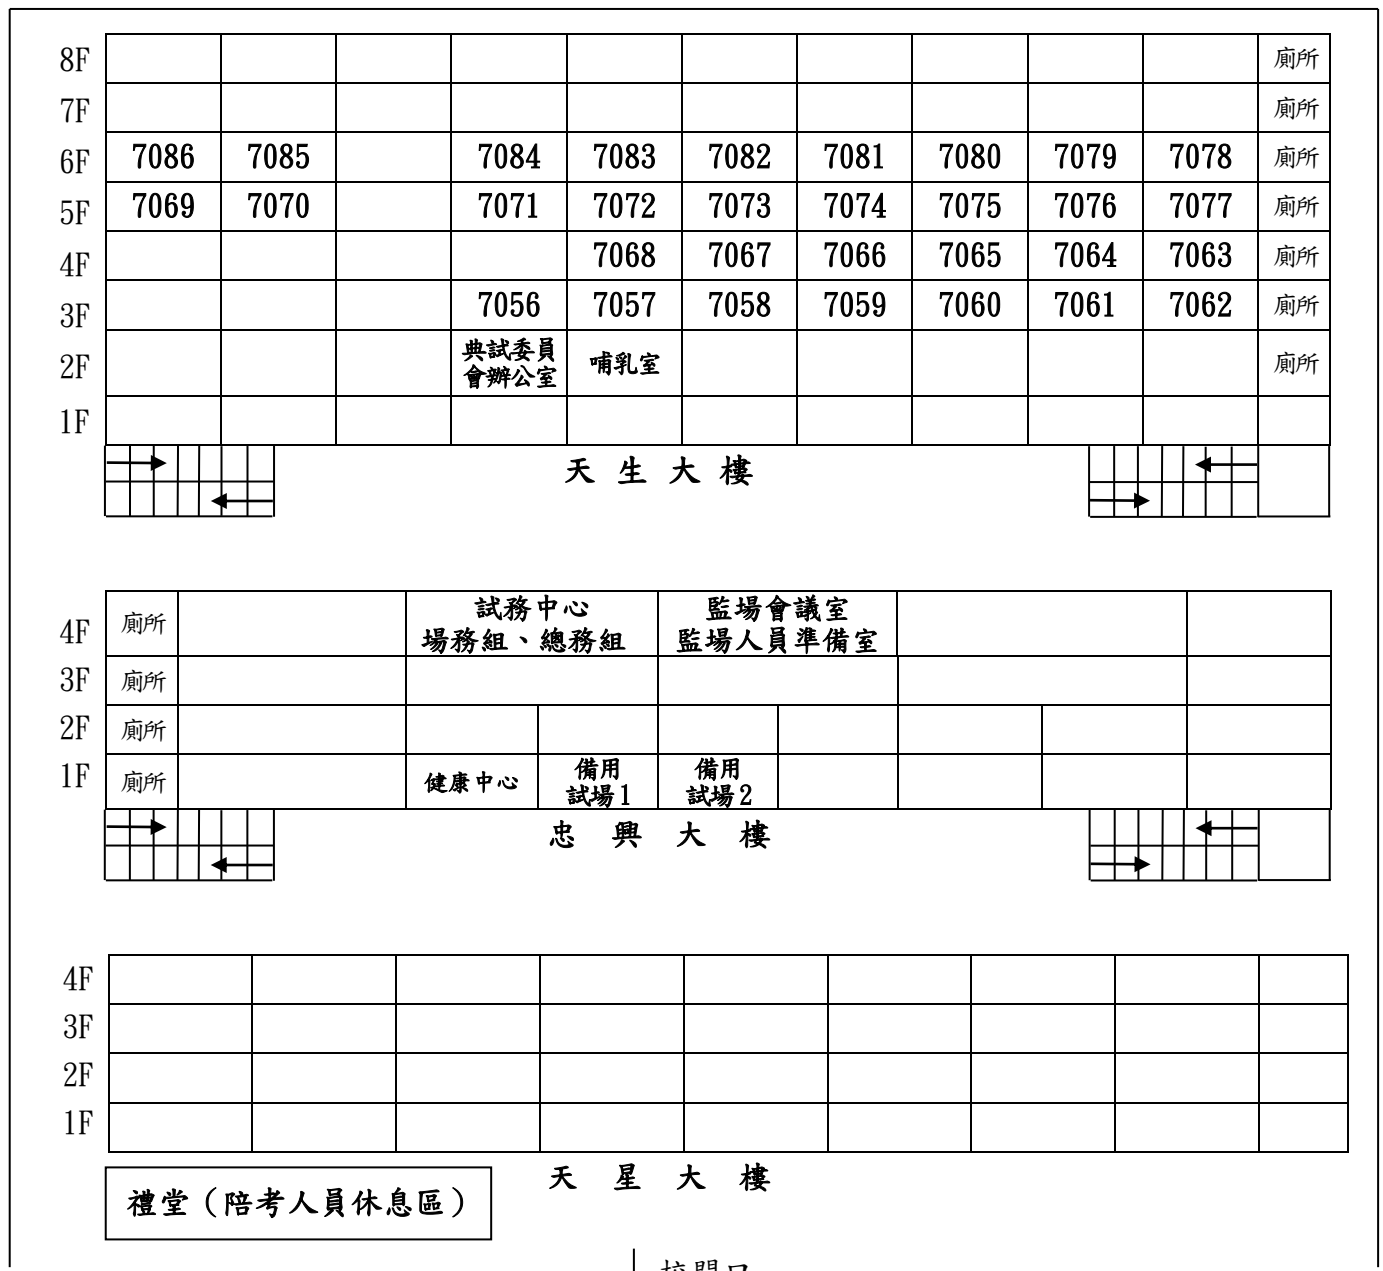 8F 廁所
7F 廁所
6F 7086 7085 7084 7083 7082 7081 7080 7079 7078 廁所
5F 7069 7070 7071 7072 7073 7074 7075 7076 7077 廁所
4F 7068 7067 7066 7065 7064 7063 廁所
3F 7056 7057 7058 7059 7060 7061 7062 廁所
2F 典試委員 哺乳室 廁所
會辦公室
1F
天生大樓
4F 廁所 試務中心 監場會議室
場務組、總務組 監場人員準備室
3F 廁所
2F 廁所
1F 廁所 健康中心 備用 備用
試場1 試場2
忠興大樓
4F
3F
2F
1F
天星大樓
禮堂（陪考人員休息區）